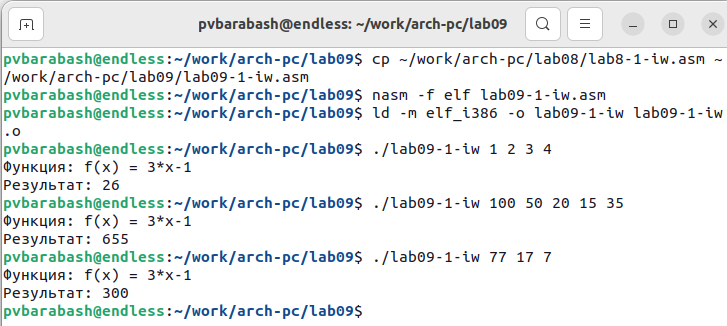 pvbarabash@endless: ~/work/arch-pc/lab09
pvbarabash@endless:~/work/arch-pc/lab09$ cp ~/work/arch-pc/lab08/lab8-1-iw.asm ~
/work/arch-pc/lab09/lab09-1-iw.asm
pvbarabash@endless:~/work/arch-pc/lab09$ nasm -f elf lab09-1-iw.asm
pvbarabash@endless:~/work/arch-pc/lab09$ ld -m elf_i386 -o lab09-1-iw lab09-1-iw
.o
pvbarabash@endless:~/work/arch-pc/lab09$ ./lab09-1-iw 1 2 3 4
Функция: f(x) = 3*x-1
Результат: 26
pvbarabash@endless:~/work/arch-pc/lab09$ ./lab09-1-iw 100 50 20 15 35
Функция: f(x) = 3*x-1
Результат: 655
pvbarabash@endless:~/work/arch-pc/lab09$ ./lab09-1-iw 77 17 7
Функция: f(x) = 3*x-1
Результат: 300
pvbarabash@endless:~/work/arch-pc/lab09$